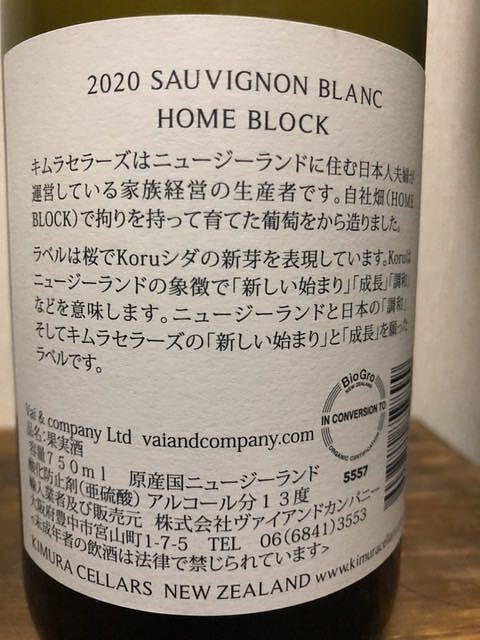 2020 SAUVIGNON BLANC
HOME BLOCK
キムラセラーズはニュージーランドに住む日本人夫婦が
運営している家族経営の生産者です。自社畑(HOME
BLOCK)で拘りを持って育てた葡萄をから造りました。
ラベルは桜でKoruシダの新芽を表現しています。Koruは
ニュージーランドの象徴で「新しい始まり」「成長」「調和」
などを意味します。ニュージーランドと日本の「調和」
そしてキムラセラーズの「新しい始まり」と「成長」を願った
ラベルです。
BioGro
NEW ZEALAND
IN CONVERSION TO
ORGANIC CERTIFICATION
5557
Vai & company Ltd vaiandcompany.com
品名:果実酒
容量750ml 原産国ニュージーランド
酸化防止剤(亜硫酸) アルコール分13度
輸入業者及び販売元 株式会社ヴァイアンドカンパニー
大阪府豊中市宮山町1-7-5 TEL 06(6841)3553
<未成年者の飲酒は法律で禁じられています>
KIMURA CELLARS NEW ZEALAND www.kimuracella